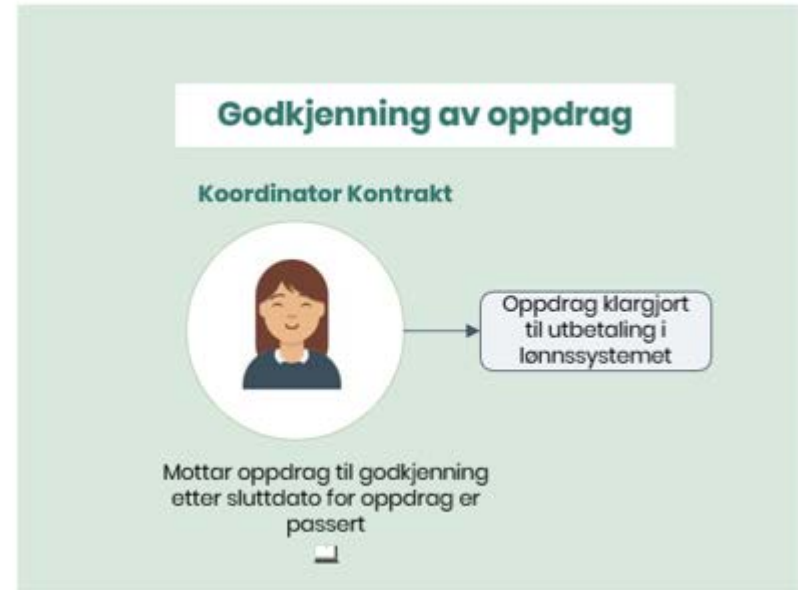 Godkjenning av oppdrag
Koordinator Kontrakt
Oppdrag klargjort
til utbetaling i
lønnssystemet
Mottar oppdrag til godkjenning
etter sluttdato for oppdrag er
passert